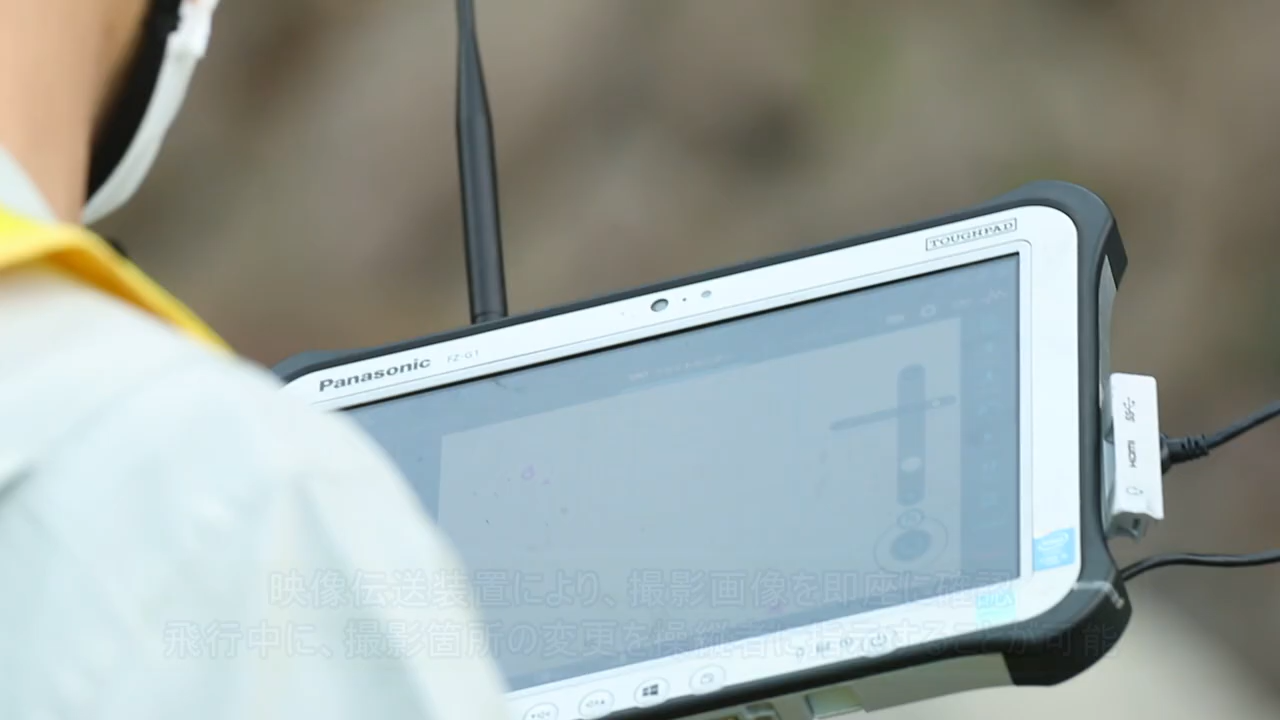 TOUGHPAD
Panasonic FZ-G1
HDMI
映像伝送装置により、撮影画像を即座に確認
飛行中に、撮影箇所の変更を操縦者に指示することが可能